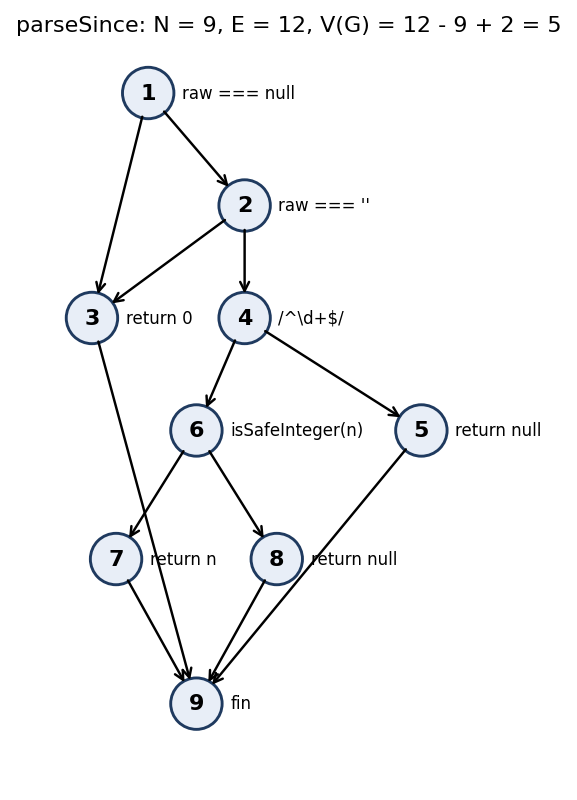 parseSince: N = 9, E = 12, V(G) = 12 - 9 + 2 = 5
1 raw === null
2 raw === ''
3 return 0
4 /^\d+$/
6 isSafeInteger(n)
5 return null
7 return n
8 return null
9 fin